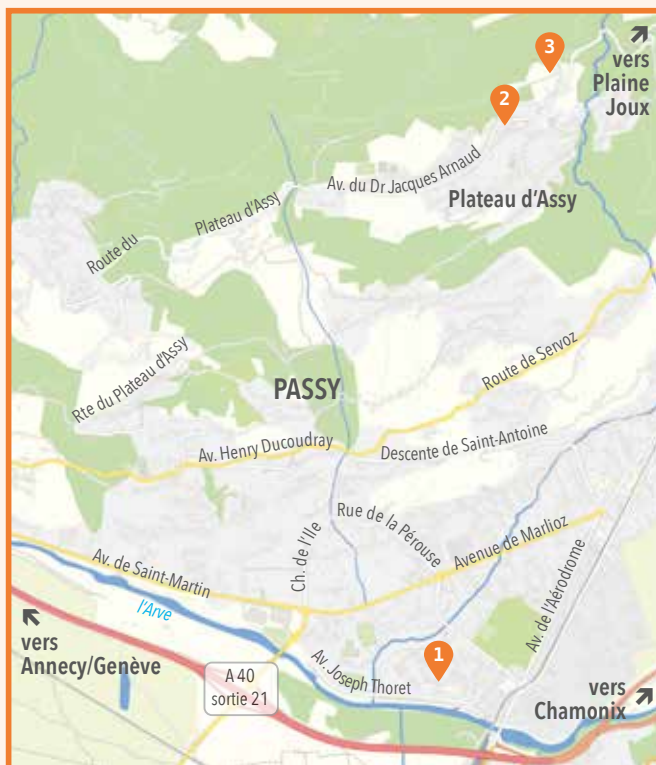 3
vers
Plaine
Joux
2
Av. du Dr Jacques Arnaud
Plateau d'Assy
Plateau d'Assy
Route du
Rte du Plateau d'Assy
PASSY
Route de Servoz
Av. Henry Ducoudray
Descente de Saint-Antoine
Rue de la Pérouse
Avenue de Marlioz
Ch. de l'Ile
Av. de Saint-Martin
l'Arve
Av. de l'Aérodrome
vers
Annecy/Genève
1
A 40
sortie 21
Av. Joseph Thoret
vers
Chamonix